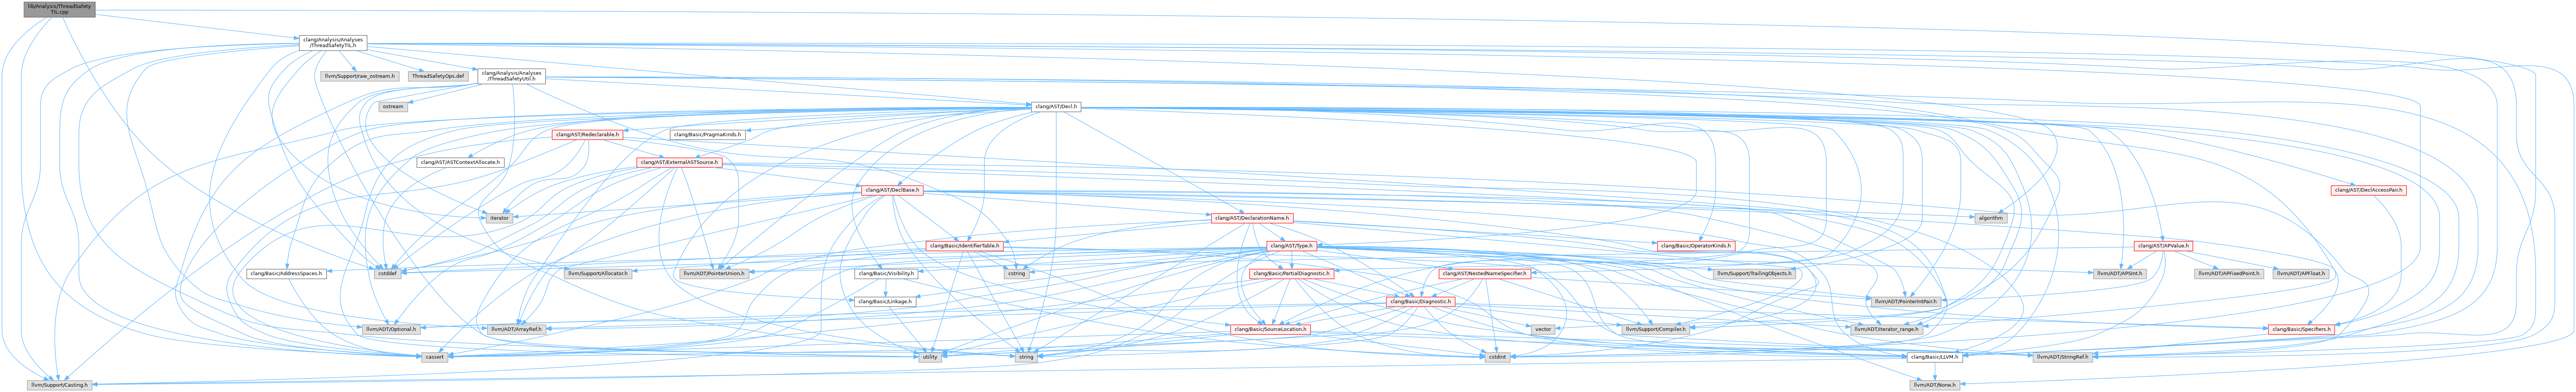 lib/Analysis/ThreadSafety
TIL.cpp
clang/Analysis/Analyses
/ThreadSafetyTIL.h
llvm/Support/raw_ostream.h
ThreadSafetyOps.def
clang/Analysis/Analyses
/ThreadSafetyUtil.h
ostream
clang/AST/Decl.h
clang/AST/Redeclarable.h
clang/Basic/PragmaKinds.h
clang/AST/ASTContextAllocate.h
clang/AST/ExternalASTSource.h
clang/AST/DeclBase.h
clang/AST/DeclAccessPair.h
iterator
clang/AST/DeclarationName.h
algorithm
clang/Basic/IdentifierTable.h
clang/AST/Type.h
clang/Basic/OperatorKinds.h
clang/AST/APValue.h
clang/Basic/AddressSpaces.h
cstddef
llvm/Support/Allocator.h
llvm/ADT/PointerUnion.h
clang/Basic/Visibility.h
cstring
clang/Basic/PartialDiagnostic.h
clang/AST/NestedNameSpecifier.h
llvm/Support/TrailingObjects.h
llvm/ADT/APSInt.h
llvm/ADT/APFixedPoint.h
llvm/ADT/APFloat.h
clang/Basic/Linkage.h
clang/Basic/Diagnostic.h
llvm/ADT/PointerIntPair.h
llvm/ADT/Optional.h
llvm/ADT/ArrayRef.h
clang/Basic/SourceLocation.h
vector
llvm/Support/Compiler.h
llvm/ADT/iterator_range.h
clang/Basic/Specifiers.h
cassert
utility
string
cstdint
clang/Basic/LLVM.h
llvm/ADT/StringRef.h
llvm/Support/Casting.h
llvm/ADT/None.h